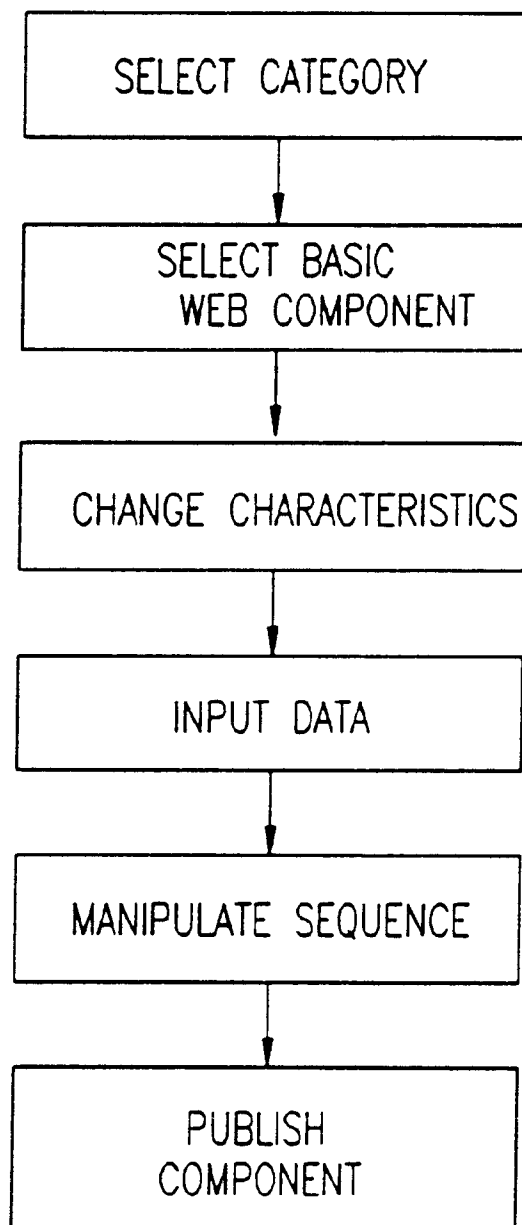 SELECT CATEGORY
SELECT BASIC
WEB COMPONENT
CHANGE CHARACTERISTICS
INPUT DATA
MANIPULATE SEQUENCE
PUBLISH
COMPONENT